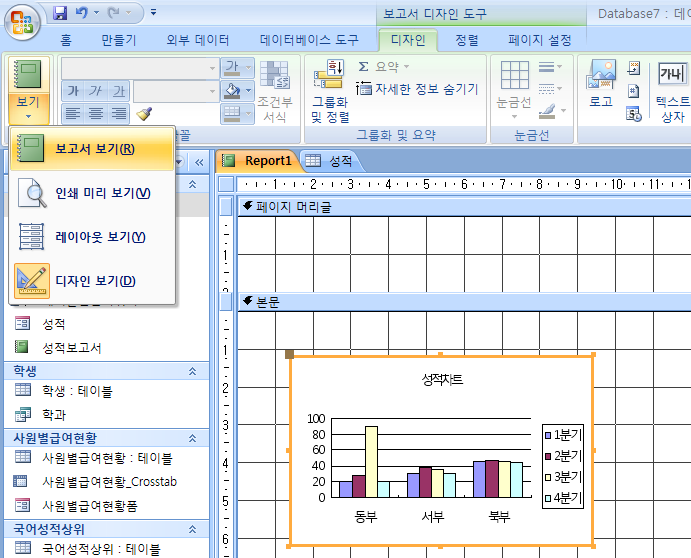 보고서 디자인 도구
Database7 : 데이
홈 만들기 외부 데이터 데이터베이스 도구 디자인 정렬 페이지 설정
보기
가
가 가 가
조건부 서식
그룹화 및 정렬
Σ 요약
자세한 정보 숨기기
그룹화 및 요약
눈금선
눈금선
로고
가나
텍스트 상자
보고서 보기(R)
인쇄 미리 보기(V)
레이아웃 보기(Y)
디자인 보기(D)
Report1
성적
1 2 3 4 5 6 7 8 9 10 11
페이지 머리글
1
본문
1
2
3
4
5
6
성적차트
100
80
60
40
20
0
동부 서부 북부
1분기
2분기
3분기
4분기
성적
성적보고서
학생
학생 : 테이블
학과
사원별급여현황
사원별급여현황 : 테이블
사원별급여현황_Crosstab
사원별급여현황폼
국어성적상위
국어성적상위 : 테이블